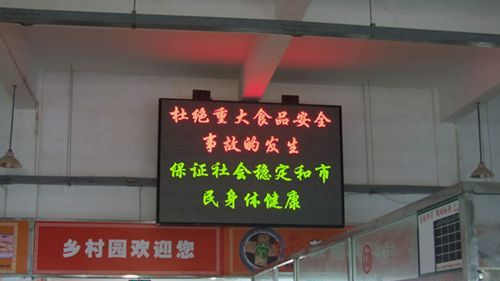 杜绝重大食品安全
事故的发生
保证社会稳定和市
民身体健康
乡村园欢迎您